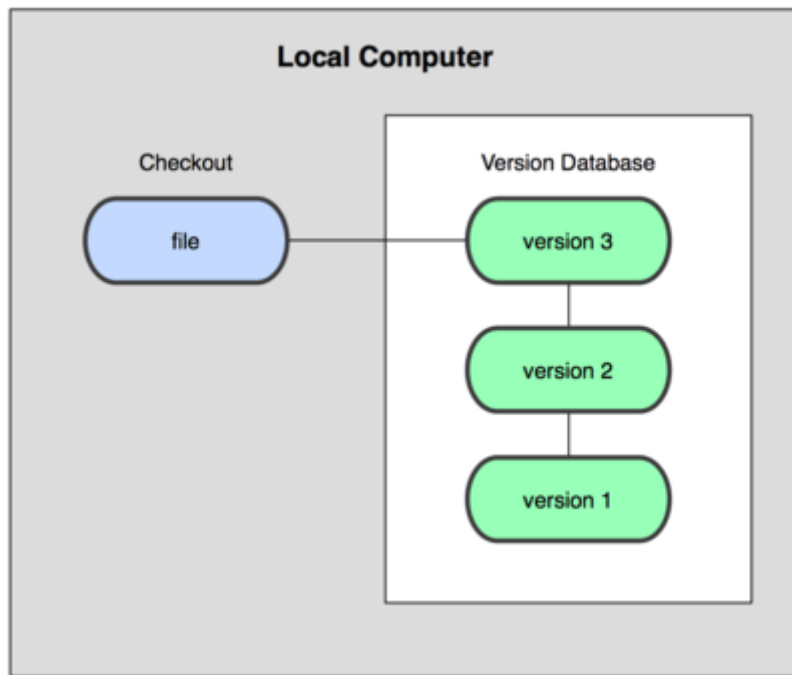 Local Computer
Checkout
Version Database
file
version 3
version 2
version 1